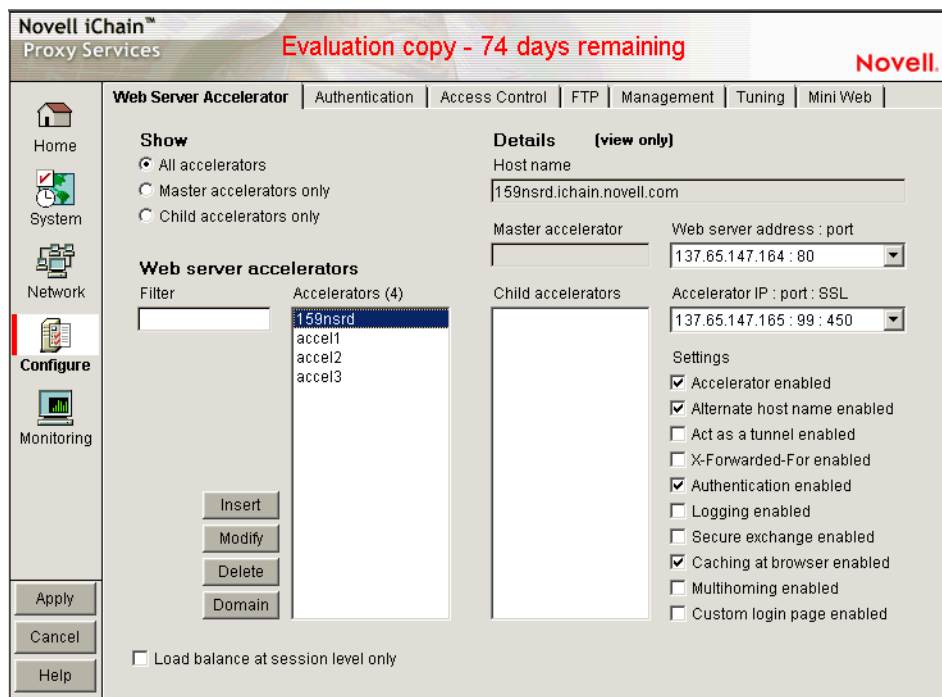 Novell iChain™
Proxy Services
Evaluation copy - 74 days remaining
Novell.
Home
System
Network
Configure
Monitoring
Apply
Cancel
Help
Web Server Accelerator Authentication Access Control FTP Management Tuning Mini Web
Show
All accelerators
Master accelerators only
Child accelerators only
Web server accelerators
Filter
Accelerators (4)
159nsrd
accel1
accel2
accel3
Insert
Modify
Delete
Domain
Load balance at session level only
Details (view only)
Host name
159nsrd.ichain.novell.com
Master accelerator
Child accelerators
Web server address : port
137.65.147.164 : 80
Accelerator IP : port : SSL
137.65.147.165 : 99 : 450
Settings
Accelerator enabled
Alternate host name enabled
Act as a tunnel enabled
X-Forwarded-For enabled
Authentication enabled
Logging enabled
Secure exchange enabled
Caching at browser enabled
Multihoming enabled
Custom login page enabled